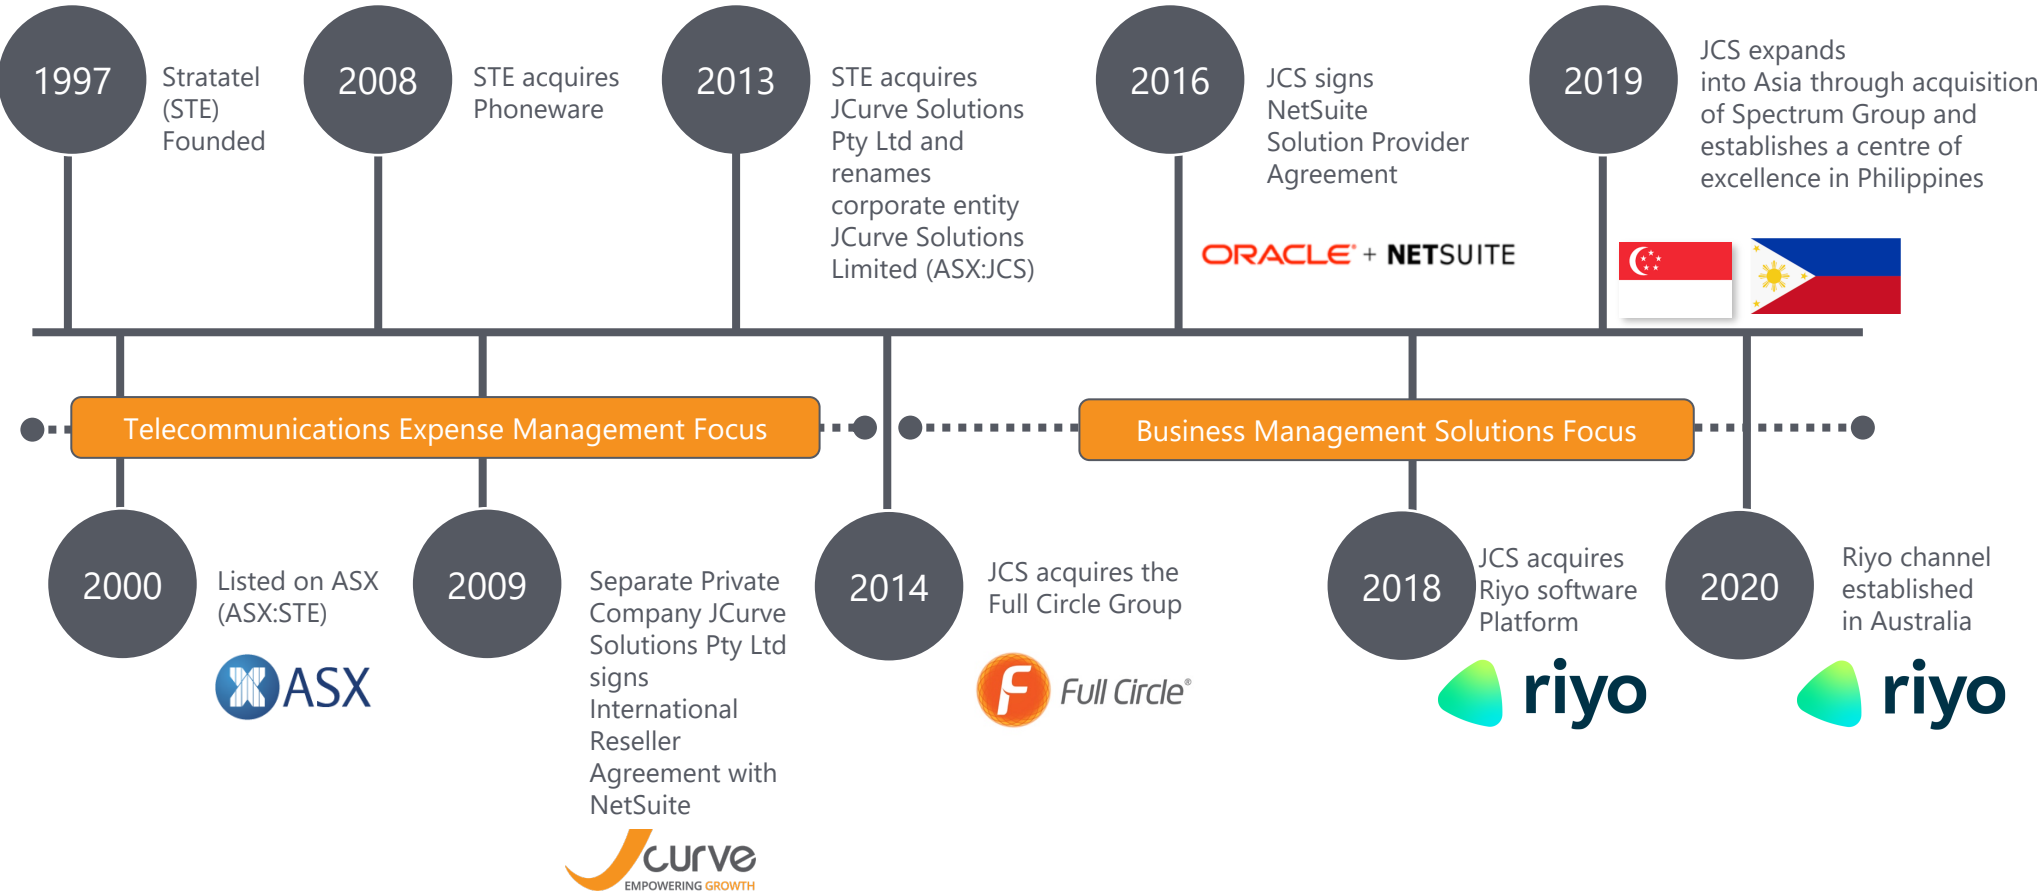 1997
Stratatel
(STE)
Founded
2008
STE acquires
Phoneware
2013
STE acquires
JCurve Solutions
Pty Ltd and
renames
corporate entity
JCurve Solutions
Limited (ASX:JCS)
2016
JCS signs
NetSuite
Solution Provider
Agreement
ORACLE® + NETSUITE
2019
JCS expands
into Asia through acquisition
of Spectrum Group and
establishes a centre of
excellence in Philippines
Telecommunications Expense Management Focus
Business Management Solutions Focus
2000
Listed on ASX
(ASX:STE)
ASX
2009
Separate Private
Company JCurve
Solutions Pty Ltd
signs
International
Reseller
Agreement with
NetSuite
Jcurve
EMPOWERING GROWTH
2014
JCS acquires the
Full Circle Group
F Full Circle®
2018
JCS acquires
Riyo software
Platform
riyo
2020
Riyo channel
established
in Australia
riyo